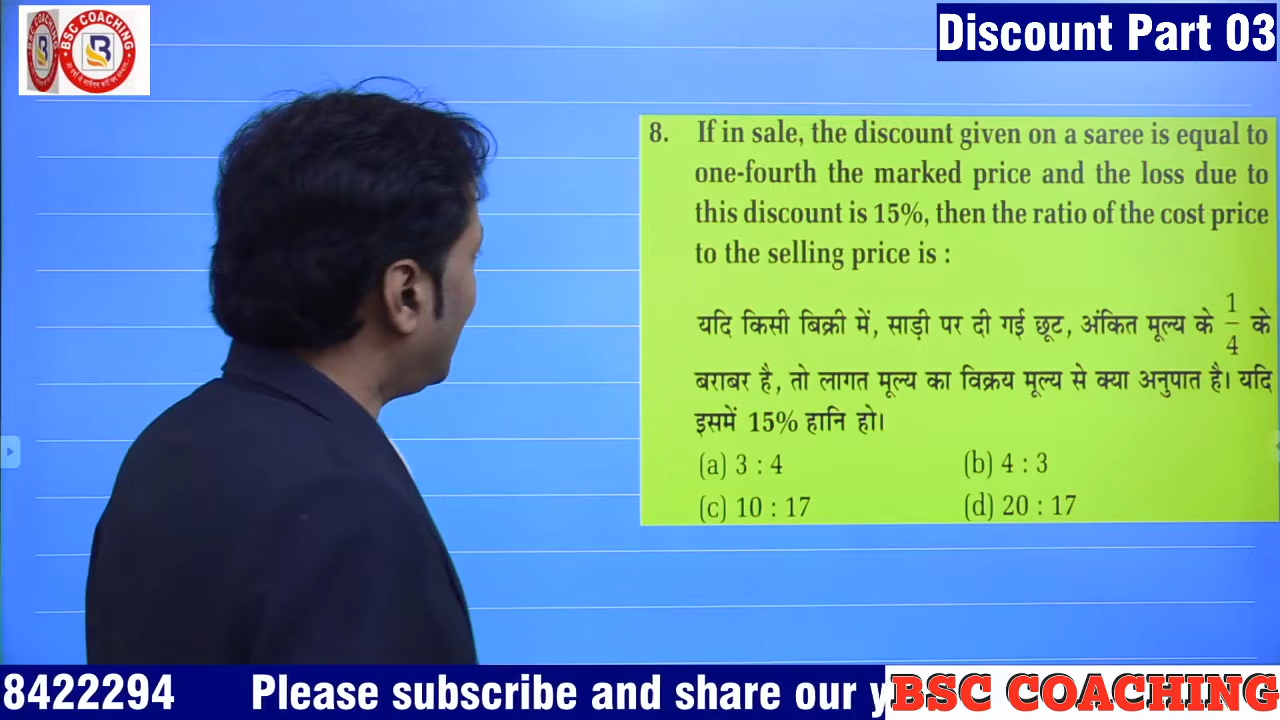 BSC COACHING
Discount Part 03
8. If in sale, the discount given on a saree is equal to
one-fourth the marked price and the loss due to
this discount is 15%, then the ratio of the cost price
to the selling price is :
यदि किसी बिक्री में, साड़ी पर दी गई छूट, अंकित मूल्य के 1/4 के
बराबर है, तो लागत मूल्य का विक्रय मूल्य से क्या अनुपात है। यदि
इसमें 15% हानि हो।
(a) 3 : 4 (b) 4 : 3
(c) 10 : 17 (d) 20 : 17
8422294 Please subscribe and share our y
BSC COACHING